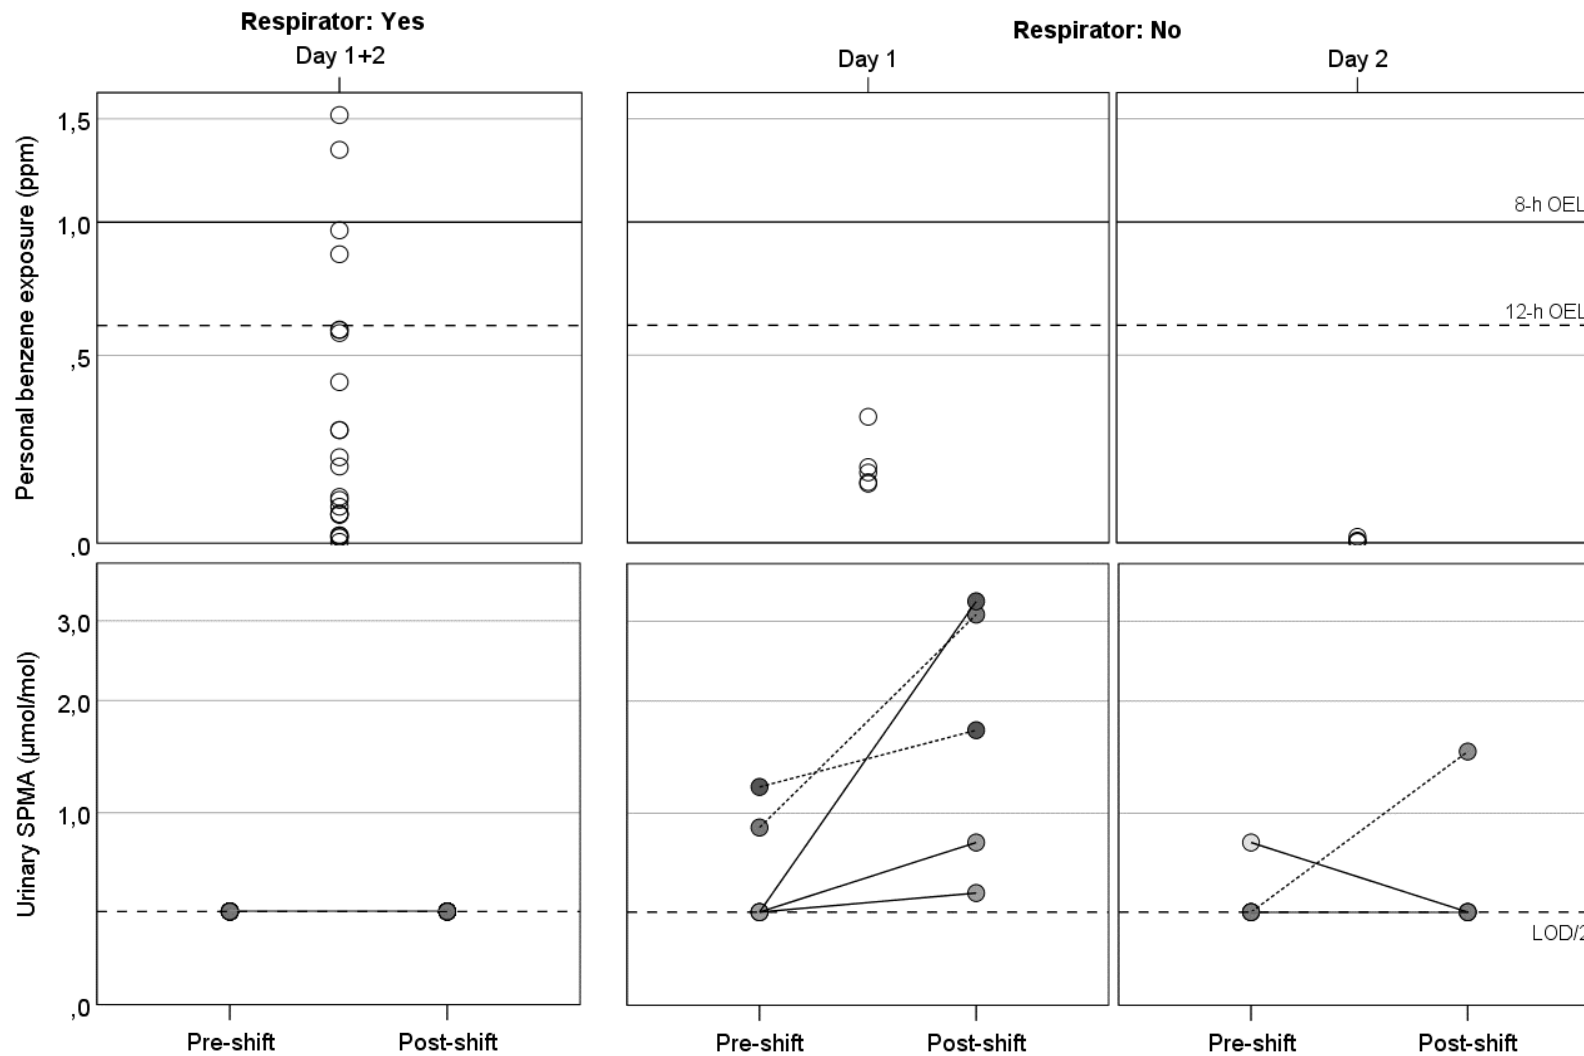 Respirator: Yes
Respirator: No
Day 1+2
Day 1
Day 2
Personal benzene exposure (ppm)
1,5
1,0
,5
,0
8-h OEL
12-h OEL
Urinary SPMA (µmol/mol)
3,0
2,0
1,0
,0
LOD/2
Pre-shift
Post-shift
Pre-shift
Post-shift
Pre-shift
Post-shift